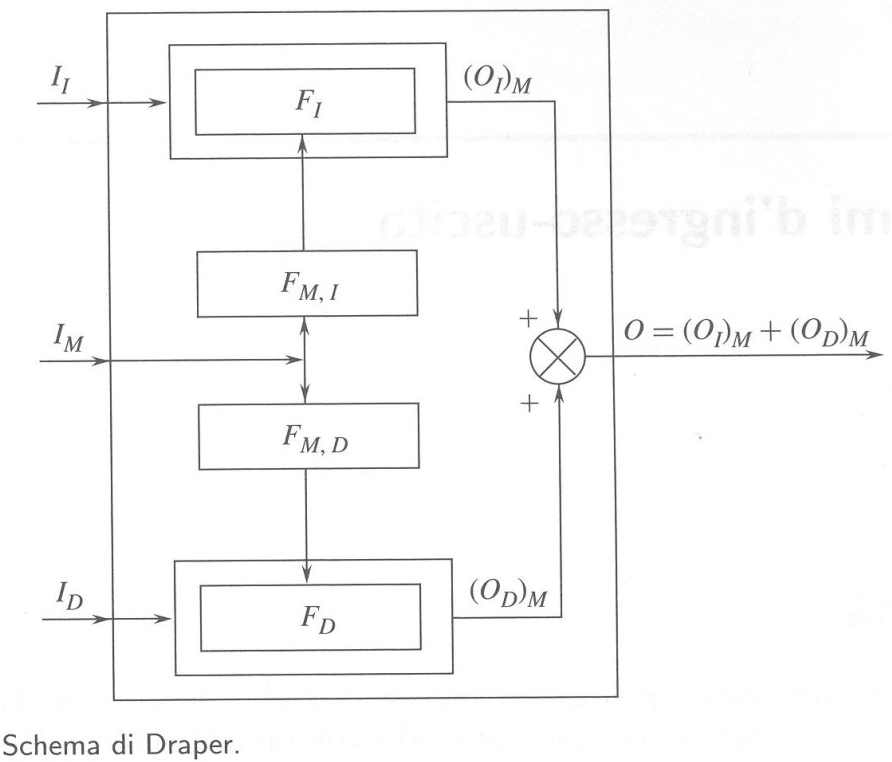 I_I
F_I
(O_I)_M
mi d'ingresso-uscita
F_{M, I}
+
I_M
O = (O_I)_M + (O_D)_M
+
F_{M, D}
I_D
F_D
(O_D)_M
Schema di Draper.